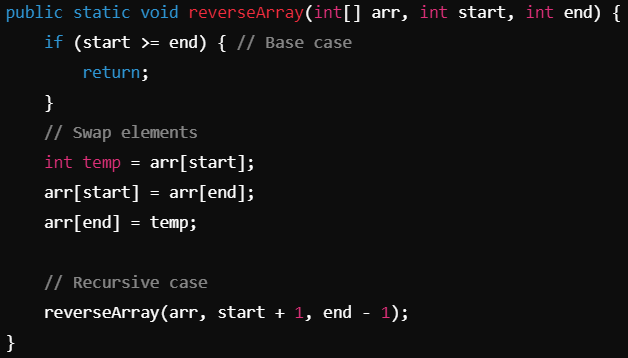 public static void reverseArray(int[] arr, int start, int end) {
    if (start >= end) { // Base case
        return;
    }
    // Swap elements
    int temp = arr[start];
    arr[start] = arr[end];
    arr[end] = temp;

    // Recursive case
    reverseArray(arr, start + 1, end - 1);
}